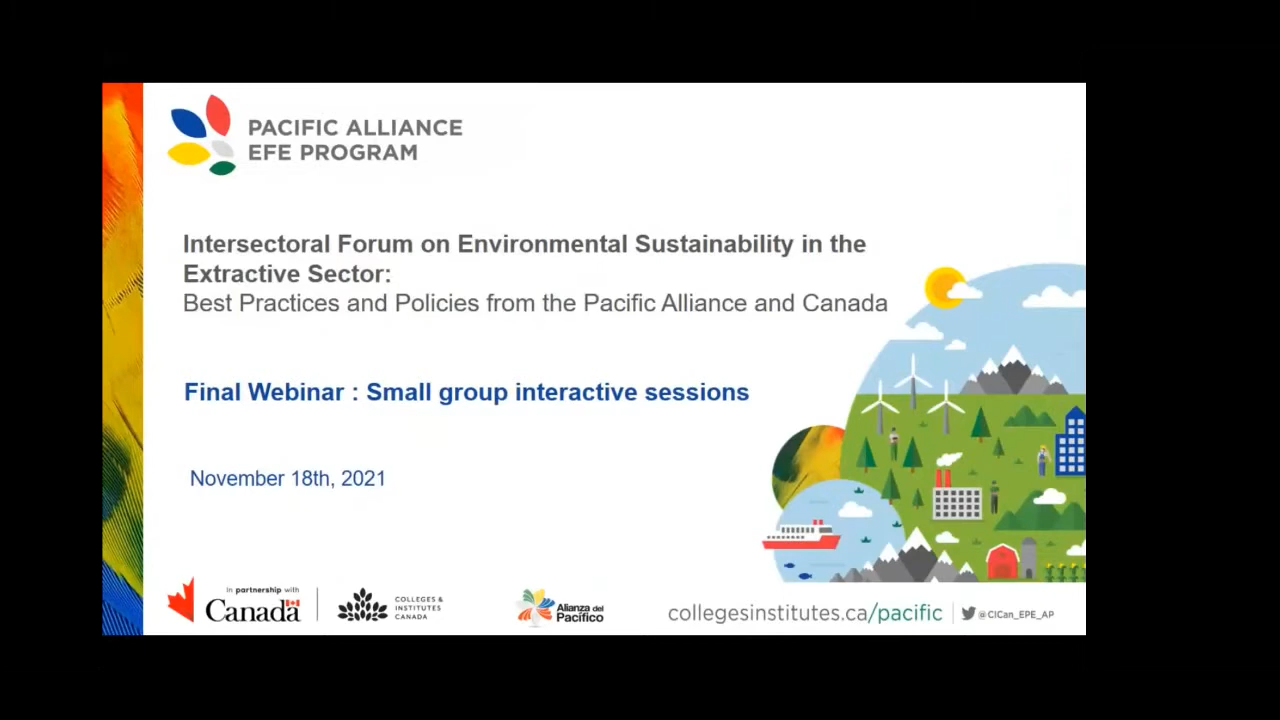 PACIFIC ALLIANCE
EFE PROGRAM
Intersectoral Forum on Environmental Sustainability in the
Extractive Sector:
Best Practices and Policies from the Pacific Alliance and Canada
Final Webinar : Small group interactive sessions
November 18th, 2021
In partnership with
Canada
COLLEGES &
INSTITUTES
CANADA
Alianza del
Pacífico
collegesinstitutes.ca/pacific
@CICan_EPE_AP